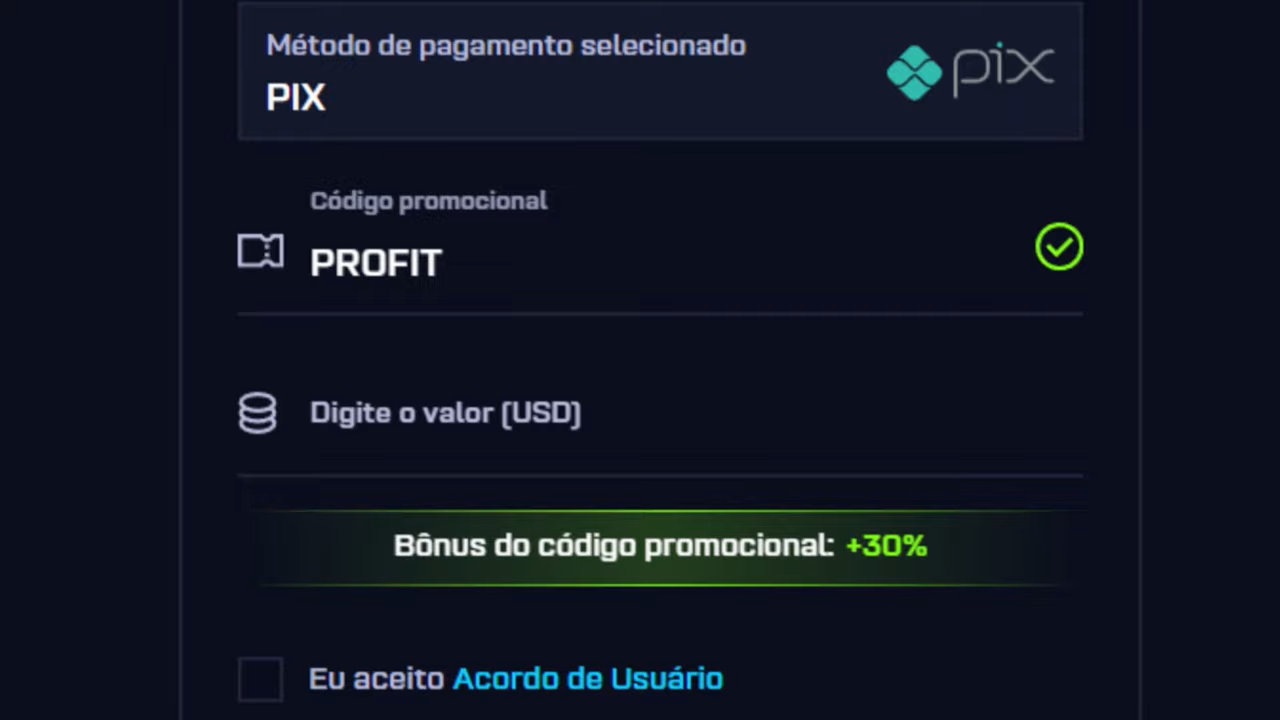 Método de pagamento selecionado
PIX
pix
Código promocional
PROFIT
Digite o valor (USD)
Bônus do código promocional: +30%
Eu aceito Acordo de Usuário